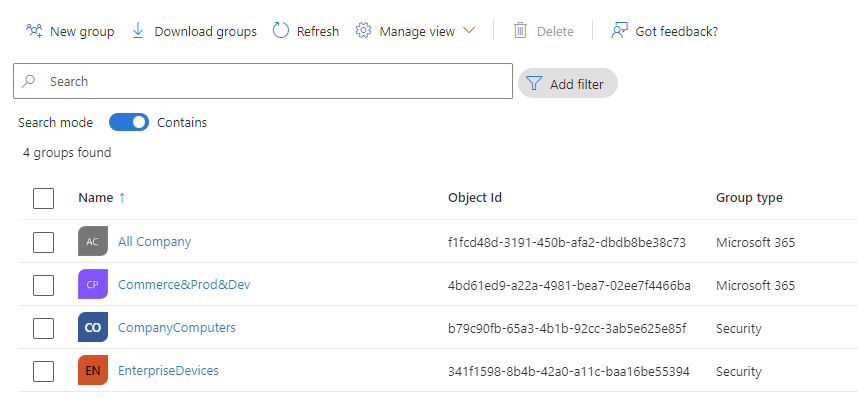 New group Download groups Refresh Manage view Delete Got feedback?
Search Add filter
Search mode Contains
4 groups found
Name ↑ Object Id Group type
AC All Company f1fcd48d-3191-450b-afa2-dbdb8be38c73 Microsoft 365
CP Commerce&Prod&Dev 4bd61ed9-a22a-4981-bea7-02ee7f4466ba Microsoft 365
CO CompanyComputers b79c90fb-65a3-4b1b-92cc-3ab5e625e85f Security
EN EnterpriseDevices 341f1598-8b4b-42a0-a11c-baa16be55394 Security